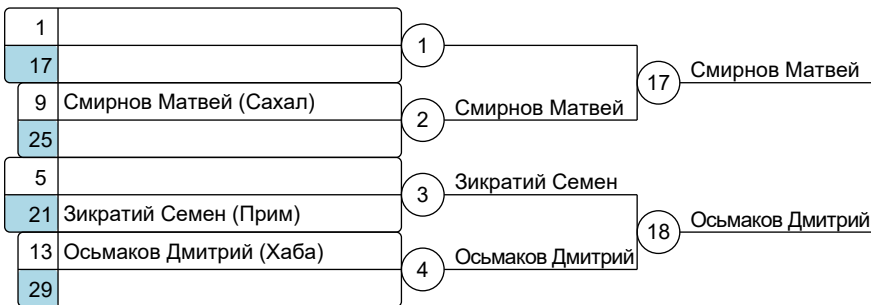 1
1
17
17
Смирнов Матвей
9 Смирнов Матвей (Сахал)
2
Смирнов Матвей
25
5
3
Зикратий Семен
21 Зикратий Семен (Прим)
18
Осьмаков Дмитрий
13 Осьмаков Дмитрий (Хаба)
4
Осьмаков Дмитрий
29